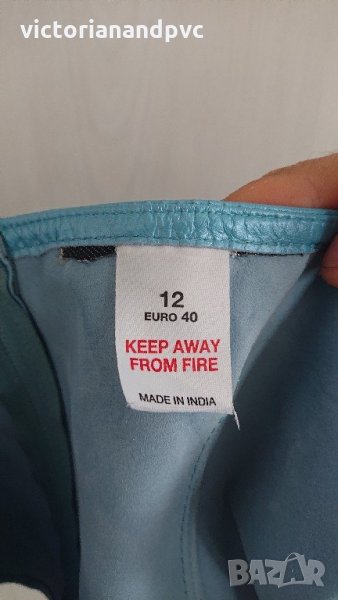 victorianandpvc
12
EURO 40
KEEP AWAY
FROM FIRE
MADE IN INDIA
BAZAR